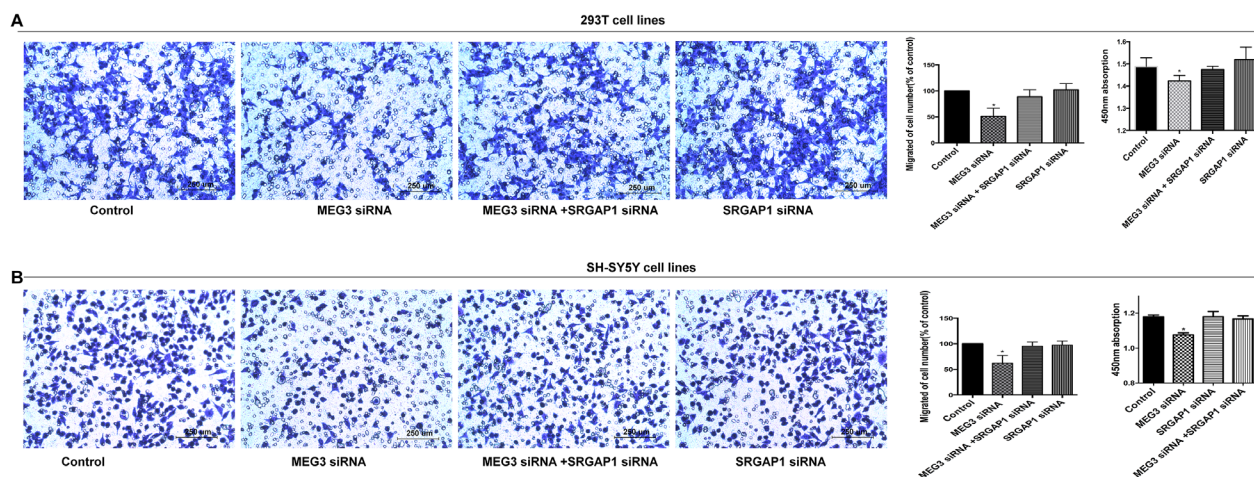 A
293T cell lines
250 um
250 um
250 um
250 um
Control
MEG3 siRNA
MEG3 siRNA +SRGAP1 siRNA
SRGAP1 siRNA
Migrated of cell number(% of control)
150
100
50
0
*
Control
MEG3 siRNA
MEG3 siRNA + SRGAP1 siRNA
SRGAP1 siRNA
450nm absorption
1.6
1.5
1.4
1.3
1.2
*
Control
MEG3 siRNA
MEG3 siRNA + SRGAP1 siRNA
SRGAP1 siRNA
B
SH-SY5Y cell lines
250 um
250 um
250 um
250 um
Control
MEG3 siRNA
MEG3 siRNA +SRGAP1 siRNA
SRGAP1 siRNA
Migrated of cell number(% of control)
150
100
50
0
*
Control
MEG3 siRNA
MEG3 siRNA +SRGAP1 siRNA
SRGAP1 siRNA
450nm absorption
1.2
1.0
0.8
*
Control
MEG3 siRNA
SRGAP1 siRNA
MEG3 siRNA +SRGAP1 siRNA